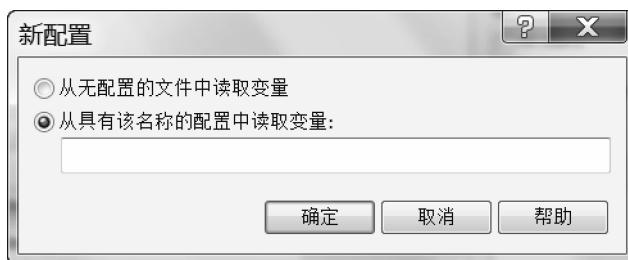 新配置
从无配置的文件中读取变量
从具有该名称的配置中读取变量:
确定 取消 帮助